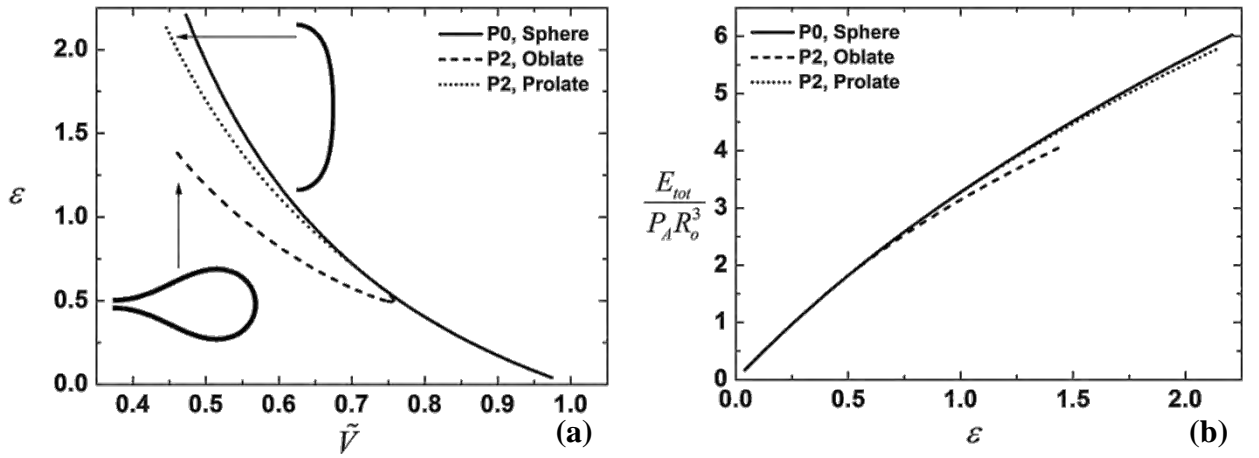 P0, Sphere
P2, Oblate
P2, Prolate
2.0
1.5
1.0
0.5
0.0
ε
0.4 0.5 0.6 0.7 0.8 0.9 1.0
Ṽ
(a)
P0, Sphere
P2, Oblate
P2, Prolate
6
5
4
3
2
1
0
E_tot
P_A R_o^3
0.0 0.5 1.0 1.5 2.0
ε
(b)